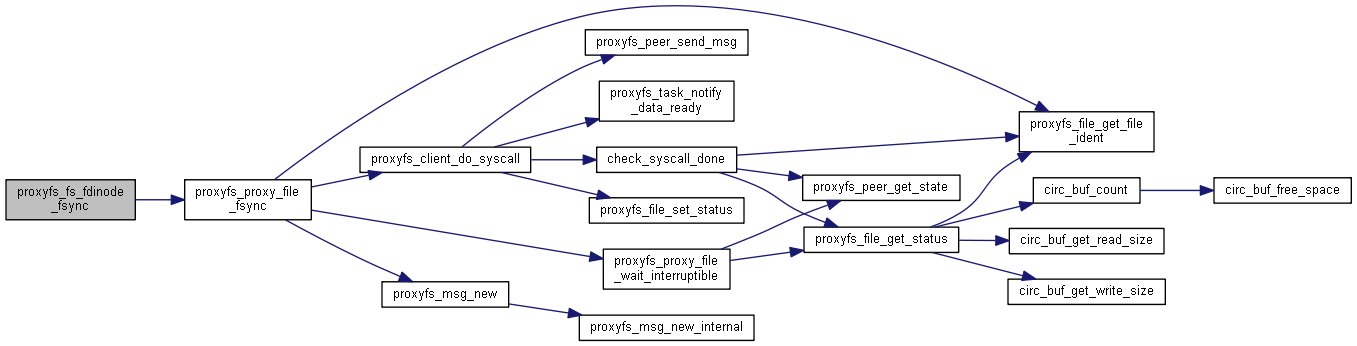 proxyfs_fs_fdinode
_fsync
proxyfs_proxy_file
_fsync
proxyfs_client_do_syscall
proxyfs_msg_new
proxyfs_peer_send_msg
proxyfs_task_notify
_data_ready
check_syscall_done
proxyfs_file_set_status
proxyfs_proxy_file
_wait_interruptible
proxyfs_msg_new_internal
proxyfs_peer_get_state
proxyfs_file_get_status
proxyfs_file_get_file
_ident
circ_buf_count
circ_buf_get_read_size
circ_buf_get_write_size
circ_buf_free_space